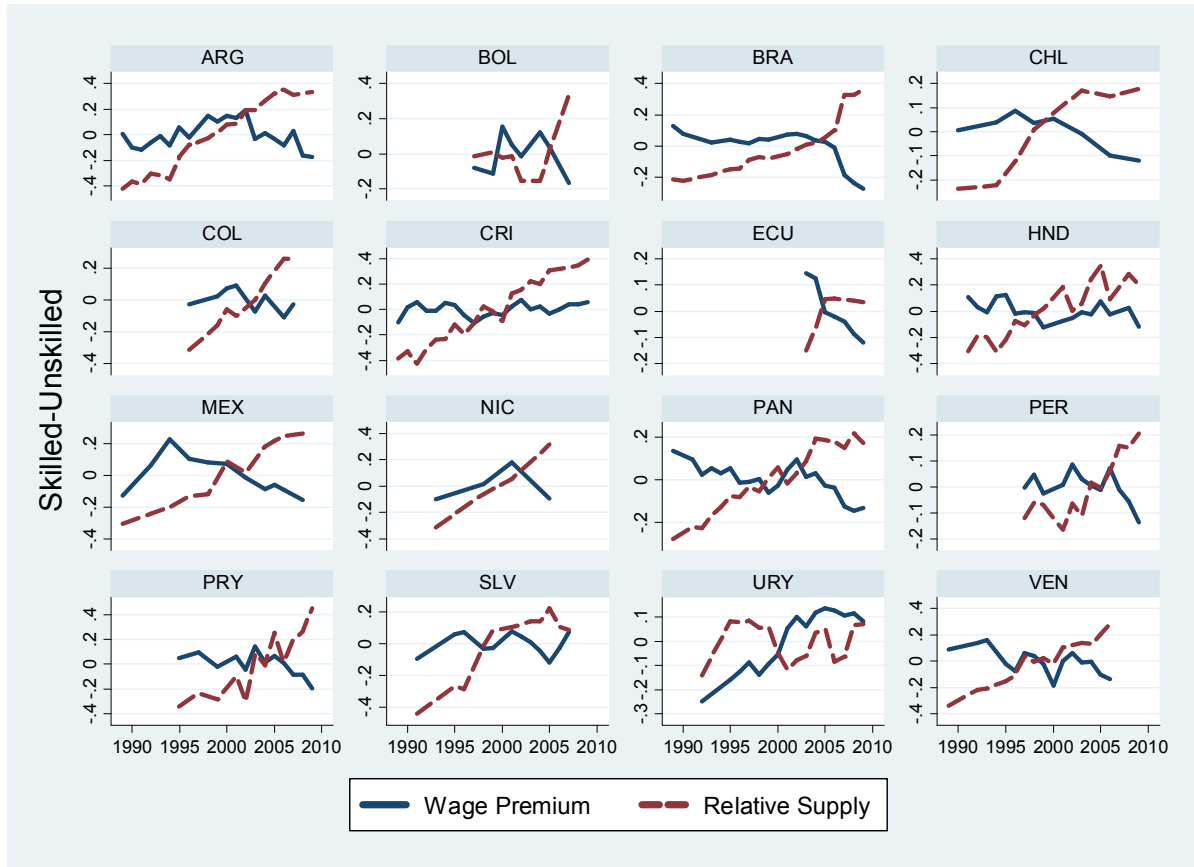 Skilled-Unskilled
ARG
-.4 -.2 0 .2 .4
BOL
-.2 0 .2 .4
BRA
-.2 0 .2 .4
CHL
-.2 -.1 0 .1 .2
COL
-.4 -.2 0 .2
CRI
-.4 -.2 0 .2 .4
ECU
-.2 -.1 0 .1 .2
HND
-.4 -.2 0 .2 .4
MEX
-.4 -.2 0 .2
NIC
-.4 -.2 0 .2 .4
PAN
-.2 0 .2
PER
-.2 -.1 0 .1 .2
PRY
-.4 -.2 0 .2 .4
1990 1995 2000 2005 2010
SLV
-.4 -.2 0 .2
1990 1995 2000 2005 2010
URY
-.3 -.2 -.1 0 .1
1990 1995 2000 2005 2010
VEN
-.4 -.2 0 .2 .4
1990 1995 2000 2005 2010
Wage Premium
Relative Supply